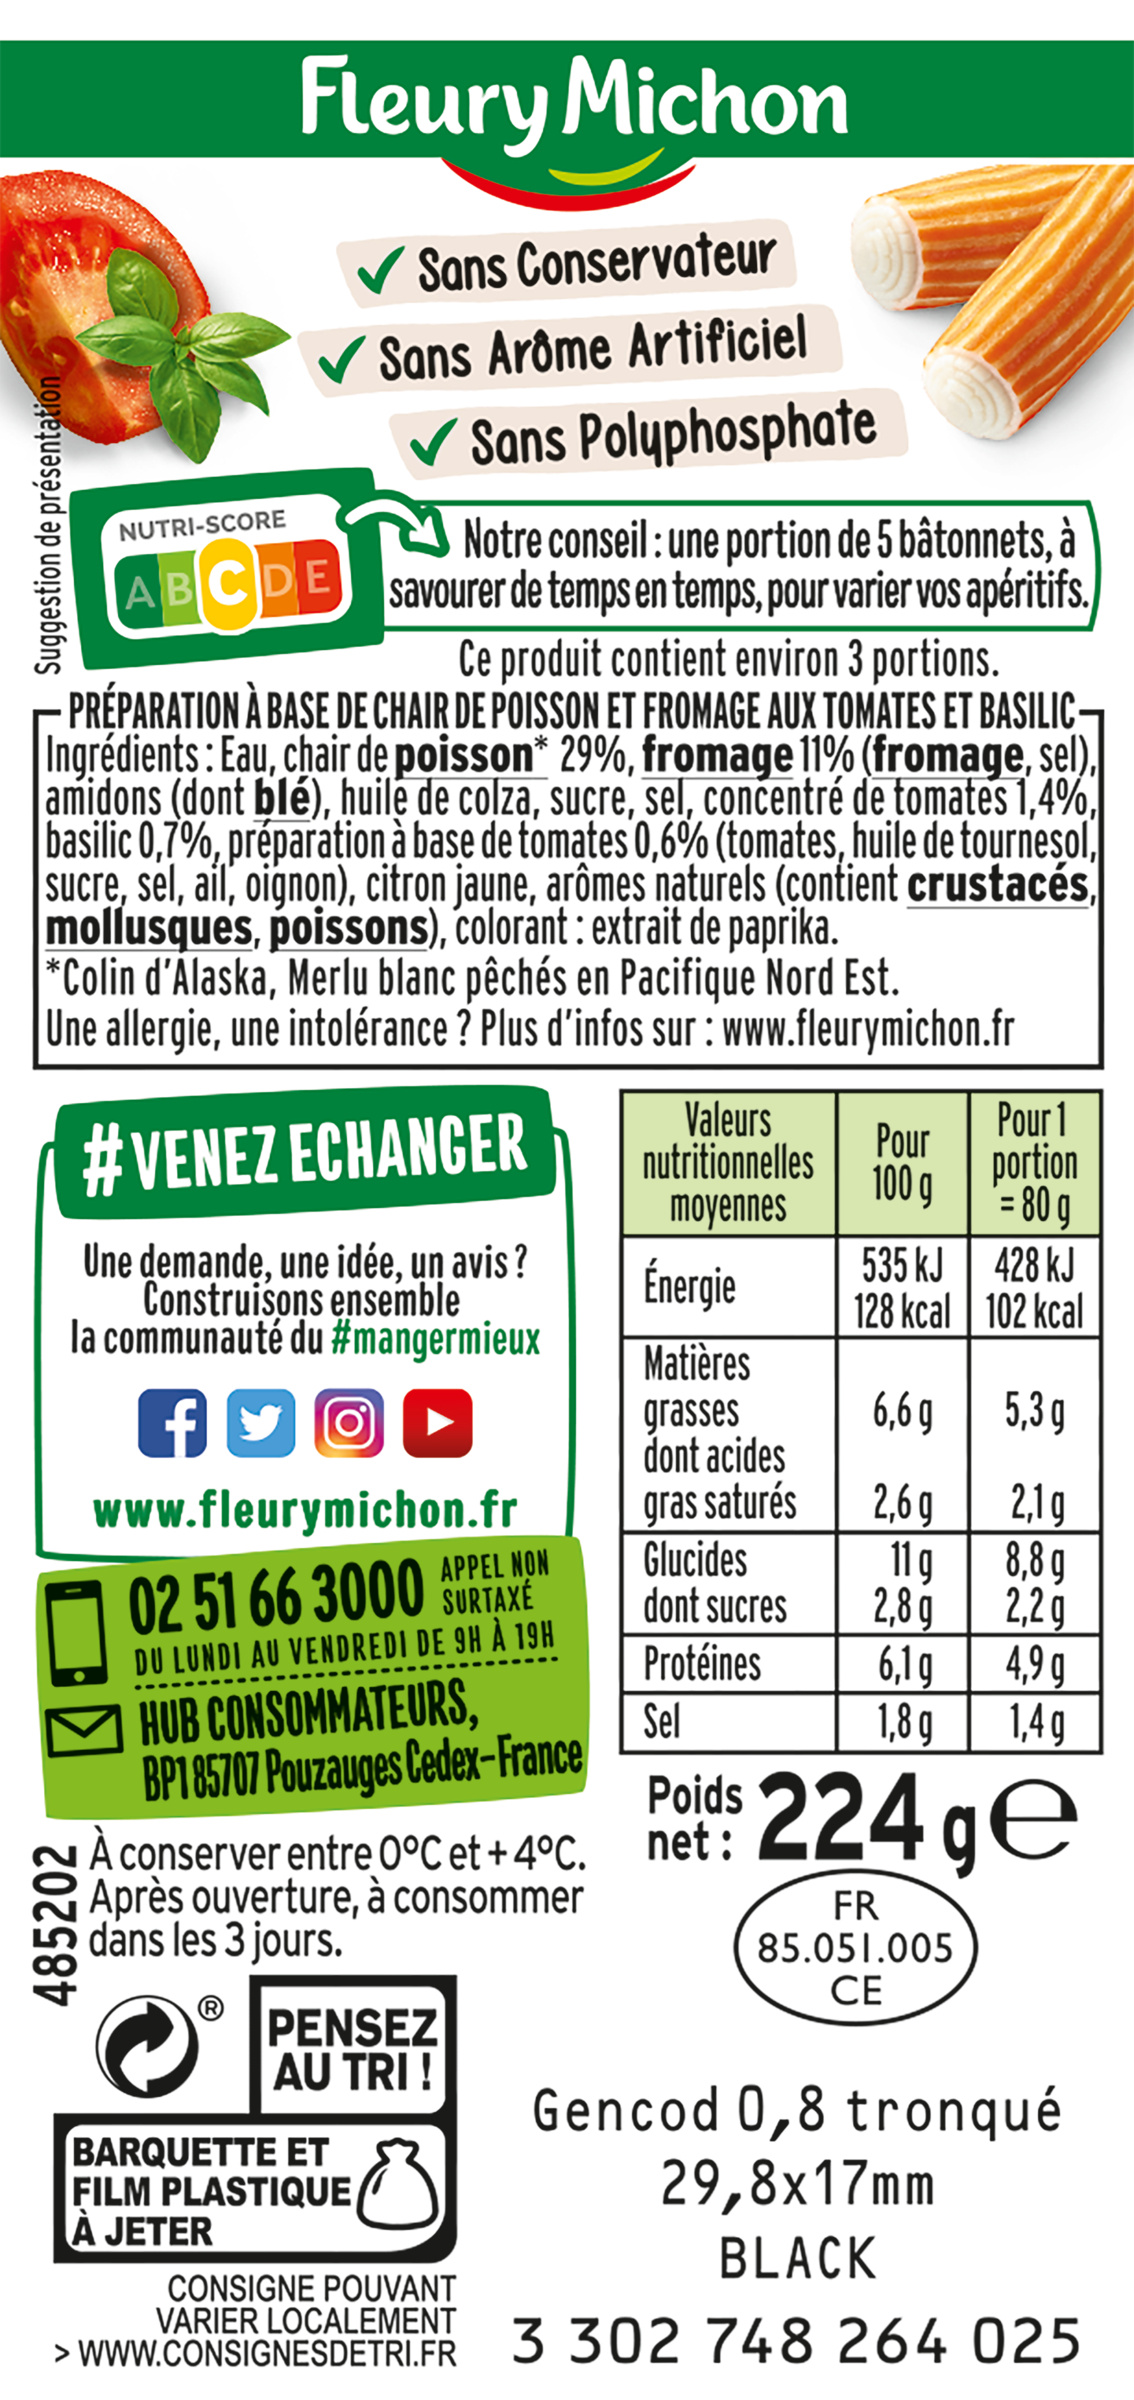 Fleury Michon
Sans Conservateur
Sans Arôme Artificiel
Sans Polyphosphate
Suggestion de présentation
NUTRI-SCORE
A B C D E
Notre conseil : une portion de 5 bâtonnets, à
savourer de temps en temps, pour varier vos apéritifs.
Ce produit contient environ 3 portions.
PRÉPARATION À BASE DE CHAIR DE POISSON ET FROMAGE AUX TOMATES ET BASILIC
Ingrédients : Eau, chair de poisson* 29%, fromage 11% (fromage, sel),
amidons (dont blé), huile de colza, sucre, sel, concentré de tomates 1,4%,
basilic 0,7%, préparation à base de tomates 0,6% (tomates, huile de tournesol,
sucre, sel, ail, oignon), citron jaune, arômes naturels (contient crustacés,
mollusques, poissons), colorant : extrait de paprika.
*Colin d'Alaska, Merlu blanc pêchés en Pacifique Nord Est.
Une allergie, une intolérance ? Plus d'infos sur : www.fleurymichon.fr
#VENEZ ECHANGER
Une demande, une idée, un avis ?
Construisons ensemble
la communauté du #mangermieux
www.fleurymichon.fr
02 51 66 3000 APPEL NON
SURTAXÉ
DU LUNDI AU VENDREDI DE 9H À 19H
HUB CONSOMMATEURS,
BP1 85707 Pouzauges Cedex-France
Valeurs
nutritionnelles
moyennes
Pour
100 g
Pour 1
portion
= 80 g
Énergie 535 kJ 428 kJ
128 kcal 102 kcal
Matières
grasses 6,6 g 5,3 g
dont acides
gras saturés 2,6 g 2,1 g
Glucides 11 g 8,8 g
dont sucres 2,8 g 2,2 g
Protéines 6,1 g 4,9 g
Sel 1,8 g 1,4 g
Poids
net : 224 g e
FR
85.051.005
CE
485202
À conserver entre 0°C et +4°C.
Après ouverture, à consommer
dans les 3 jours.
®
PENSEZ
AU TRI !
BARQUETTE ET
FILM PLASTIQUE
À JETER
CONSIGNE POUVANT
VARIER LOCALEMENT
> WWW.CONSIGNESDETRI.FR
Gencod 0,8 tronqué
29,8x17mm
BLACK
3 302 748 264 025